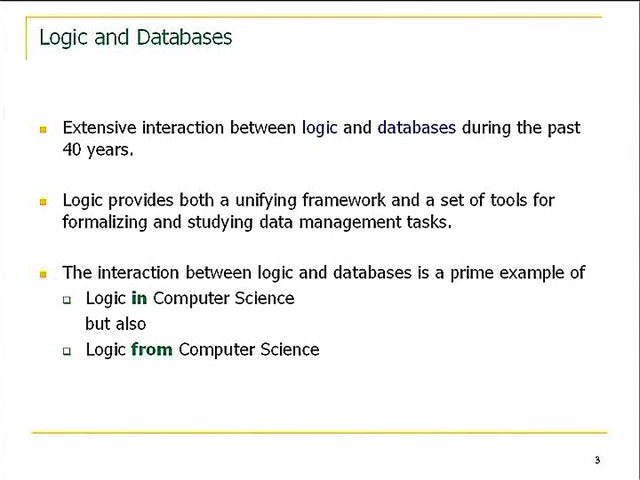 Logic and Databases
Extensive interaction between logic and databases during the past
40 years.
Logic provides both a unifying framework and a set of tools for
formalizing and studying data management tasks.
The interaction between logic and databases is a prime example of
Logic in Computer Science
but also
Logic from Computer Science
3